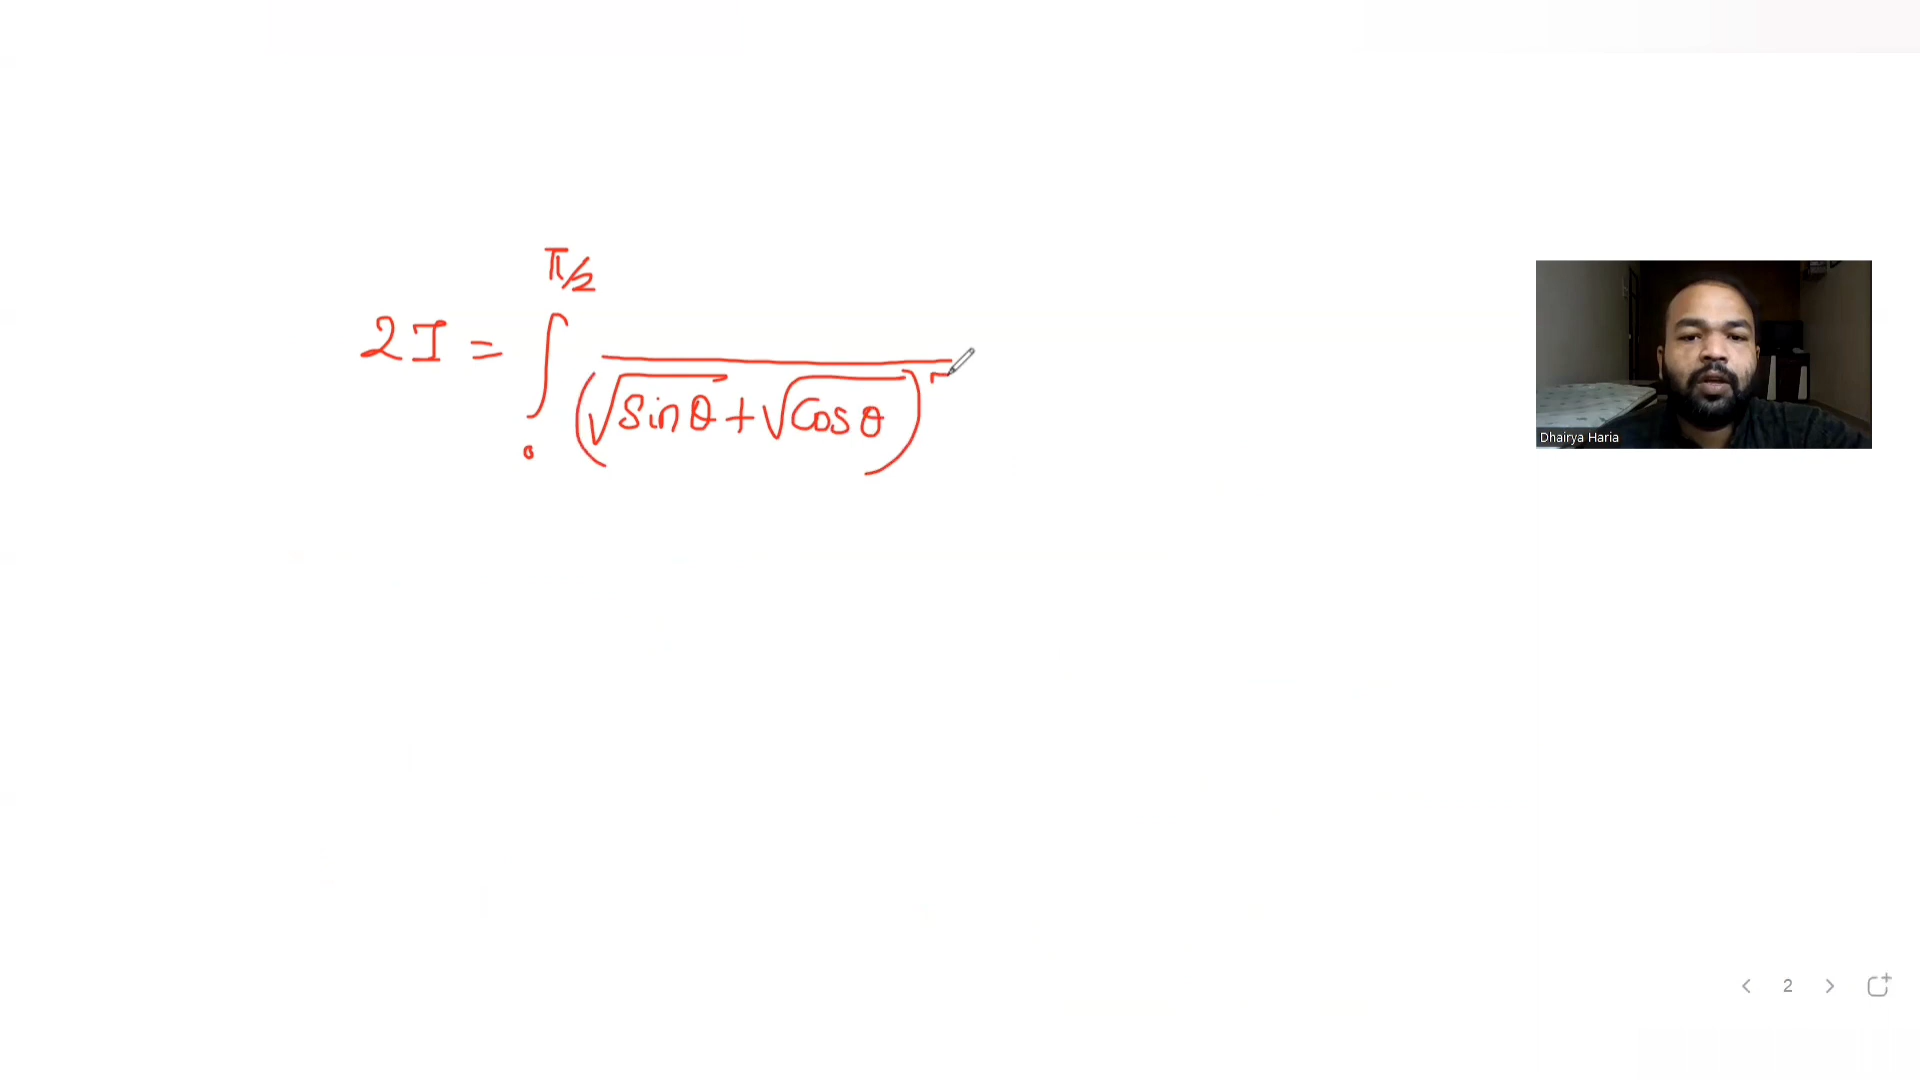 π/2
2I = ∫ (√sinθ + √cosθ)
0
Dhairya Haria
2